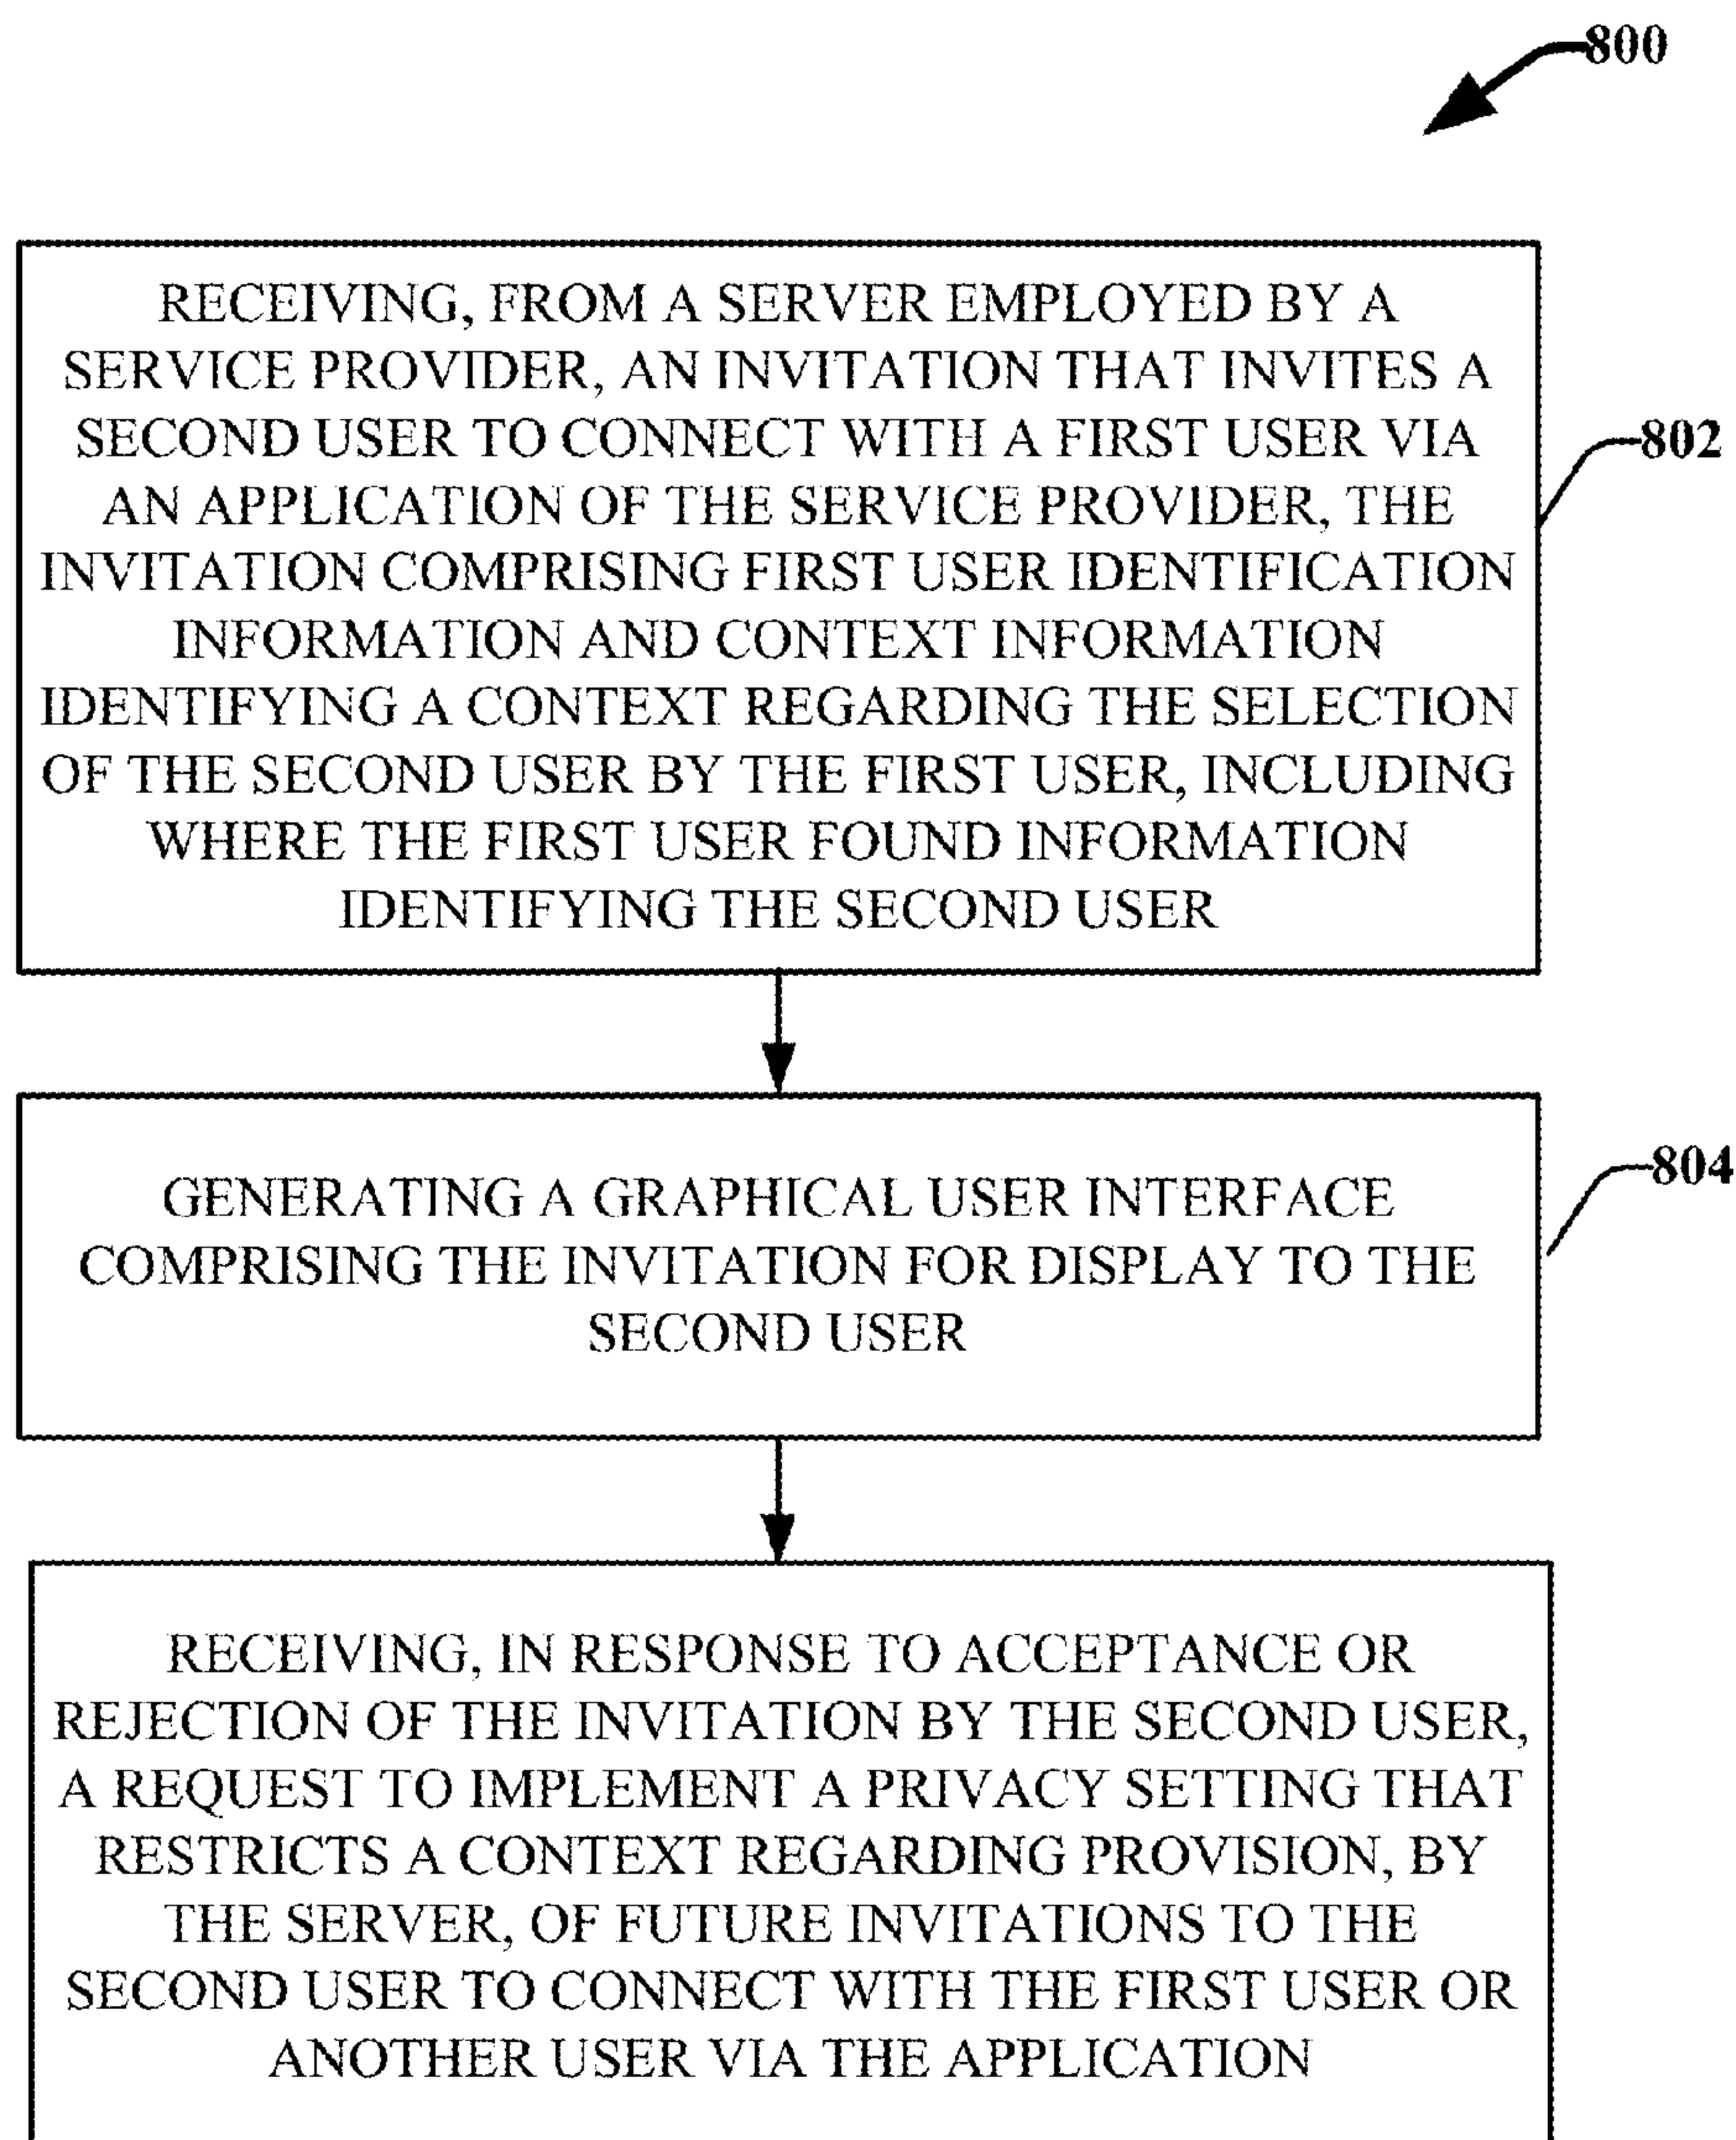 800
RECEIVING, FROM A SERVER EMPLOYED BY A
SERVICE PROVIDER, AN INVITATION THAT INVITES A
SECOND USER TO CONNECT WITH A FIRST USER VIA
AN APPLICATION OF THE SERVICE PROVIDER, THE
INVITATION COMPRISING FIRST USER IDENTIFICATION
INFORMATION AND CONTEXT INFORMATION
IDENTIFYING A CONTEXT REGARDING THE SELECTION
OF THE SECOND USER BY THE FIRST USER, INCLUDING
WHERE THE FIRST USER FOUND INFORMATION
IDENTIFYING THE SECOND USER
802
GENERATING A GRAPHICAL USER INTERFACE
COMPRISING THE INVITATION FOR DISPLAY TO THE
SECOND USER
804
RECEIVING, IN RESPONSE TO ACCEPTANCE OR
REJECTION OF THE INVITATION BY THE SECOND USER,
A REQUEST TO IMPLEMENT A PRIVACY SETTING THAT
RESTRICTS A CONTEXT REGARDING PROVISION, BY
THE SERVER, OF FUTURE INVITATIONS TO THE
SECOND USER TO CONNECT WITH THE FIRST USER OR
ANOTHER USER VIA THE APPLICATION